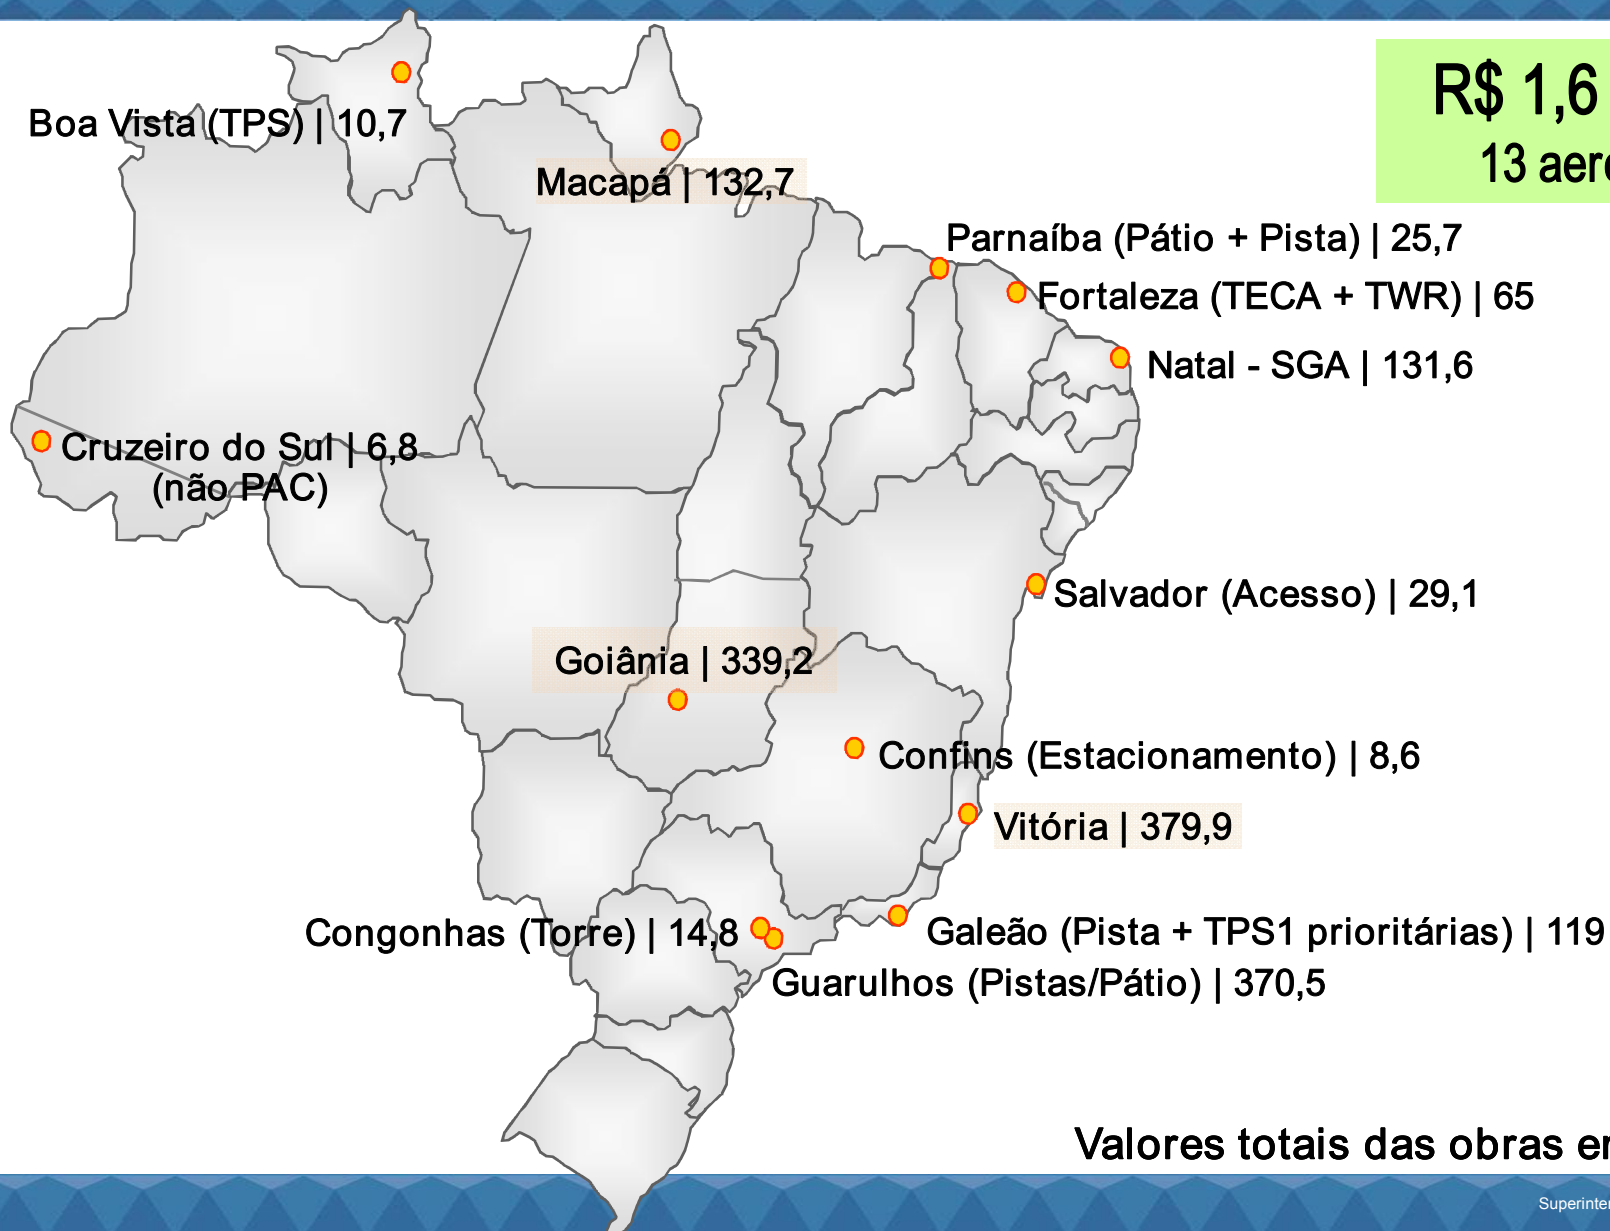 R$ 1,6
13 aero
Boa Vista (TPS) | 10,7
Macapá | 132,7
Parnaíba (Pátio + Pista) | 25,7
Fortaleza (TECA + TWR) | 65
Natal - SGA | 131,6
Cruzeiro do Sul | 6,8
(não PAC)
Salvador (Acesso) | 29,1
Goiânia | 339,2
Confins (Estacionamento) | 8,6
Vitória | 379,9
Congonhas (Torre) | 14,8
Galeão (Pista + TPS1 prioritárias) | 119
Guarulhos (Pistas/Pátio) | 370,5
Valores totais das obras em
Superinten